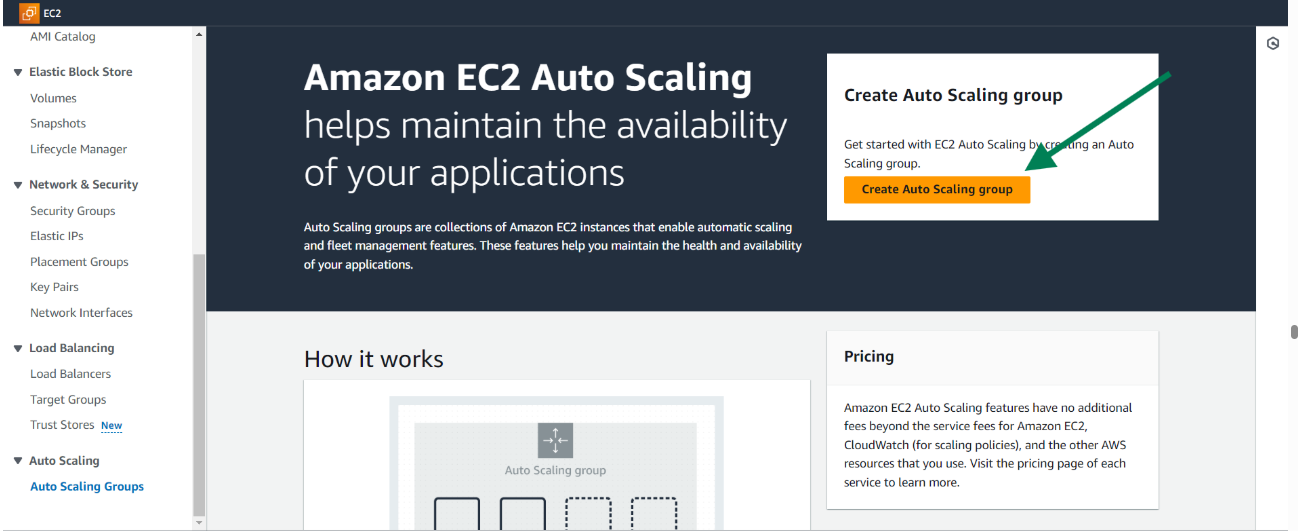 EC2
AMI Catalog
Elastic Block Store
Volumes
Snapshots
Lifecycle Manager
Network & Security
Security Groups
Elastic IPs
Placement Groups
Key Pairs
Network Interfaces
Load Balancing
Load Balancers
Target Groups
Trust Stores New
Auto Scaling
Auto Scaling Groups
Amazon EC2 Auto Scaling
helps maintain the availability
of your applications
Auto Scaling groups are collections of Amazon EC2 instances that enable automatic scaling
and fleet management features. These features help you maintain the health and availability
of your applications.
Create Auto Scaling group
Get started with EC2 Auto Scaling by creating an Auto
Scaling group.
Create Auto Scaling group
How it works
Auto Scaling group
Pricing
Amazon EC2 Auto Scaling features have no additional
fees beyond the service fees for Amazon EC2,
CloudWatch (for scaling policies), and the other AWS
resources that you use. Visit the pricing page of each
service to learn more.